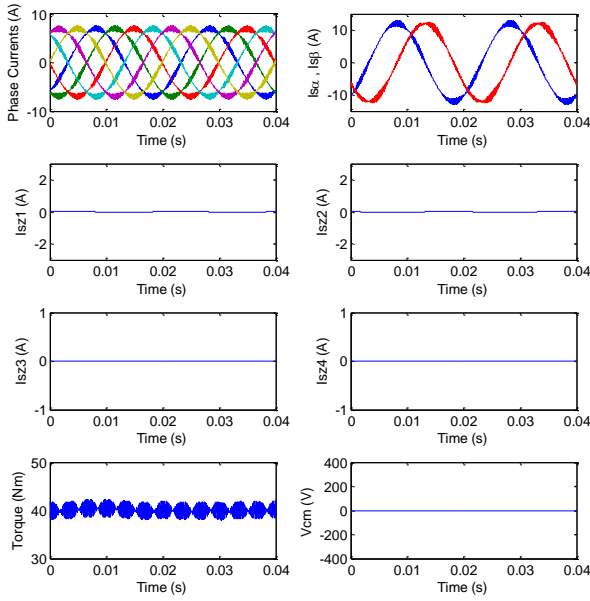 Phase Currents (A)
10
0
-10
0 0.01 0.02 0.03 0.04
Time (s)
Isα , Isβ (A)
10
0
-10
0 0.01 0.02 0.03 0.04
Time (s)
Isz1 (A)
2
0
-2
0 0.01 0.02 0.03 0.04
Time (s)
Isz2 (A)
2
0
-2
0 0.01 0.02 0.03 0.04
Time (s)
Isz3 (A)
1
0
-1
0 0.01 0.02 0.03 0.04
Time (s)
Isz4 (A)
1
0
-1
0 0.01 0.02 0.03 0.04
Time (s)
Torque (Nm)
50
40
30
0 0.01 0.02 0.03 0.04
Time (s)
Vcm (V)
400
200
0
-200
-400
0 0.01 0.02 0.03 0.04
Time (s)